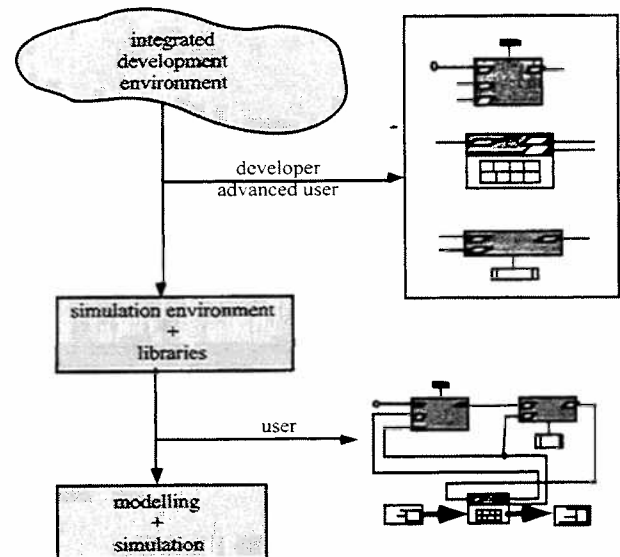 integrated
development
environment
developer
advanced user
simulation environment
+
libraries
user
modelling
+
simulation